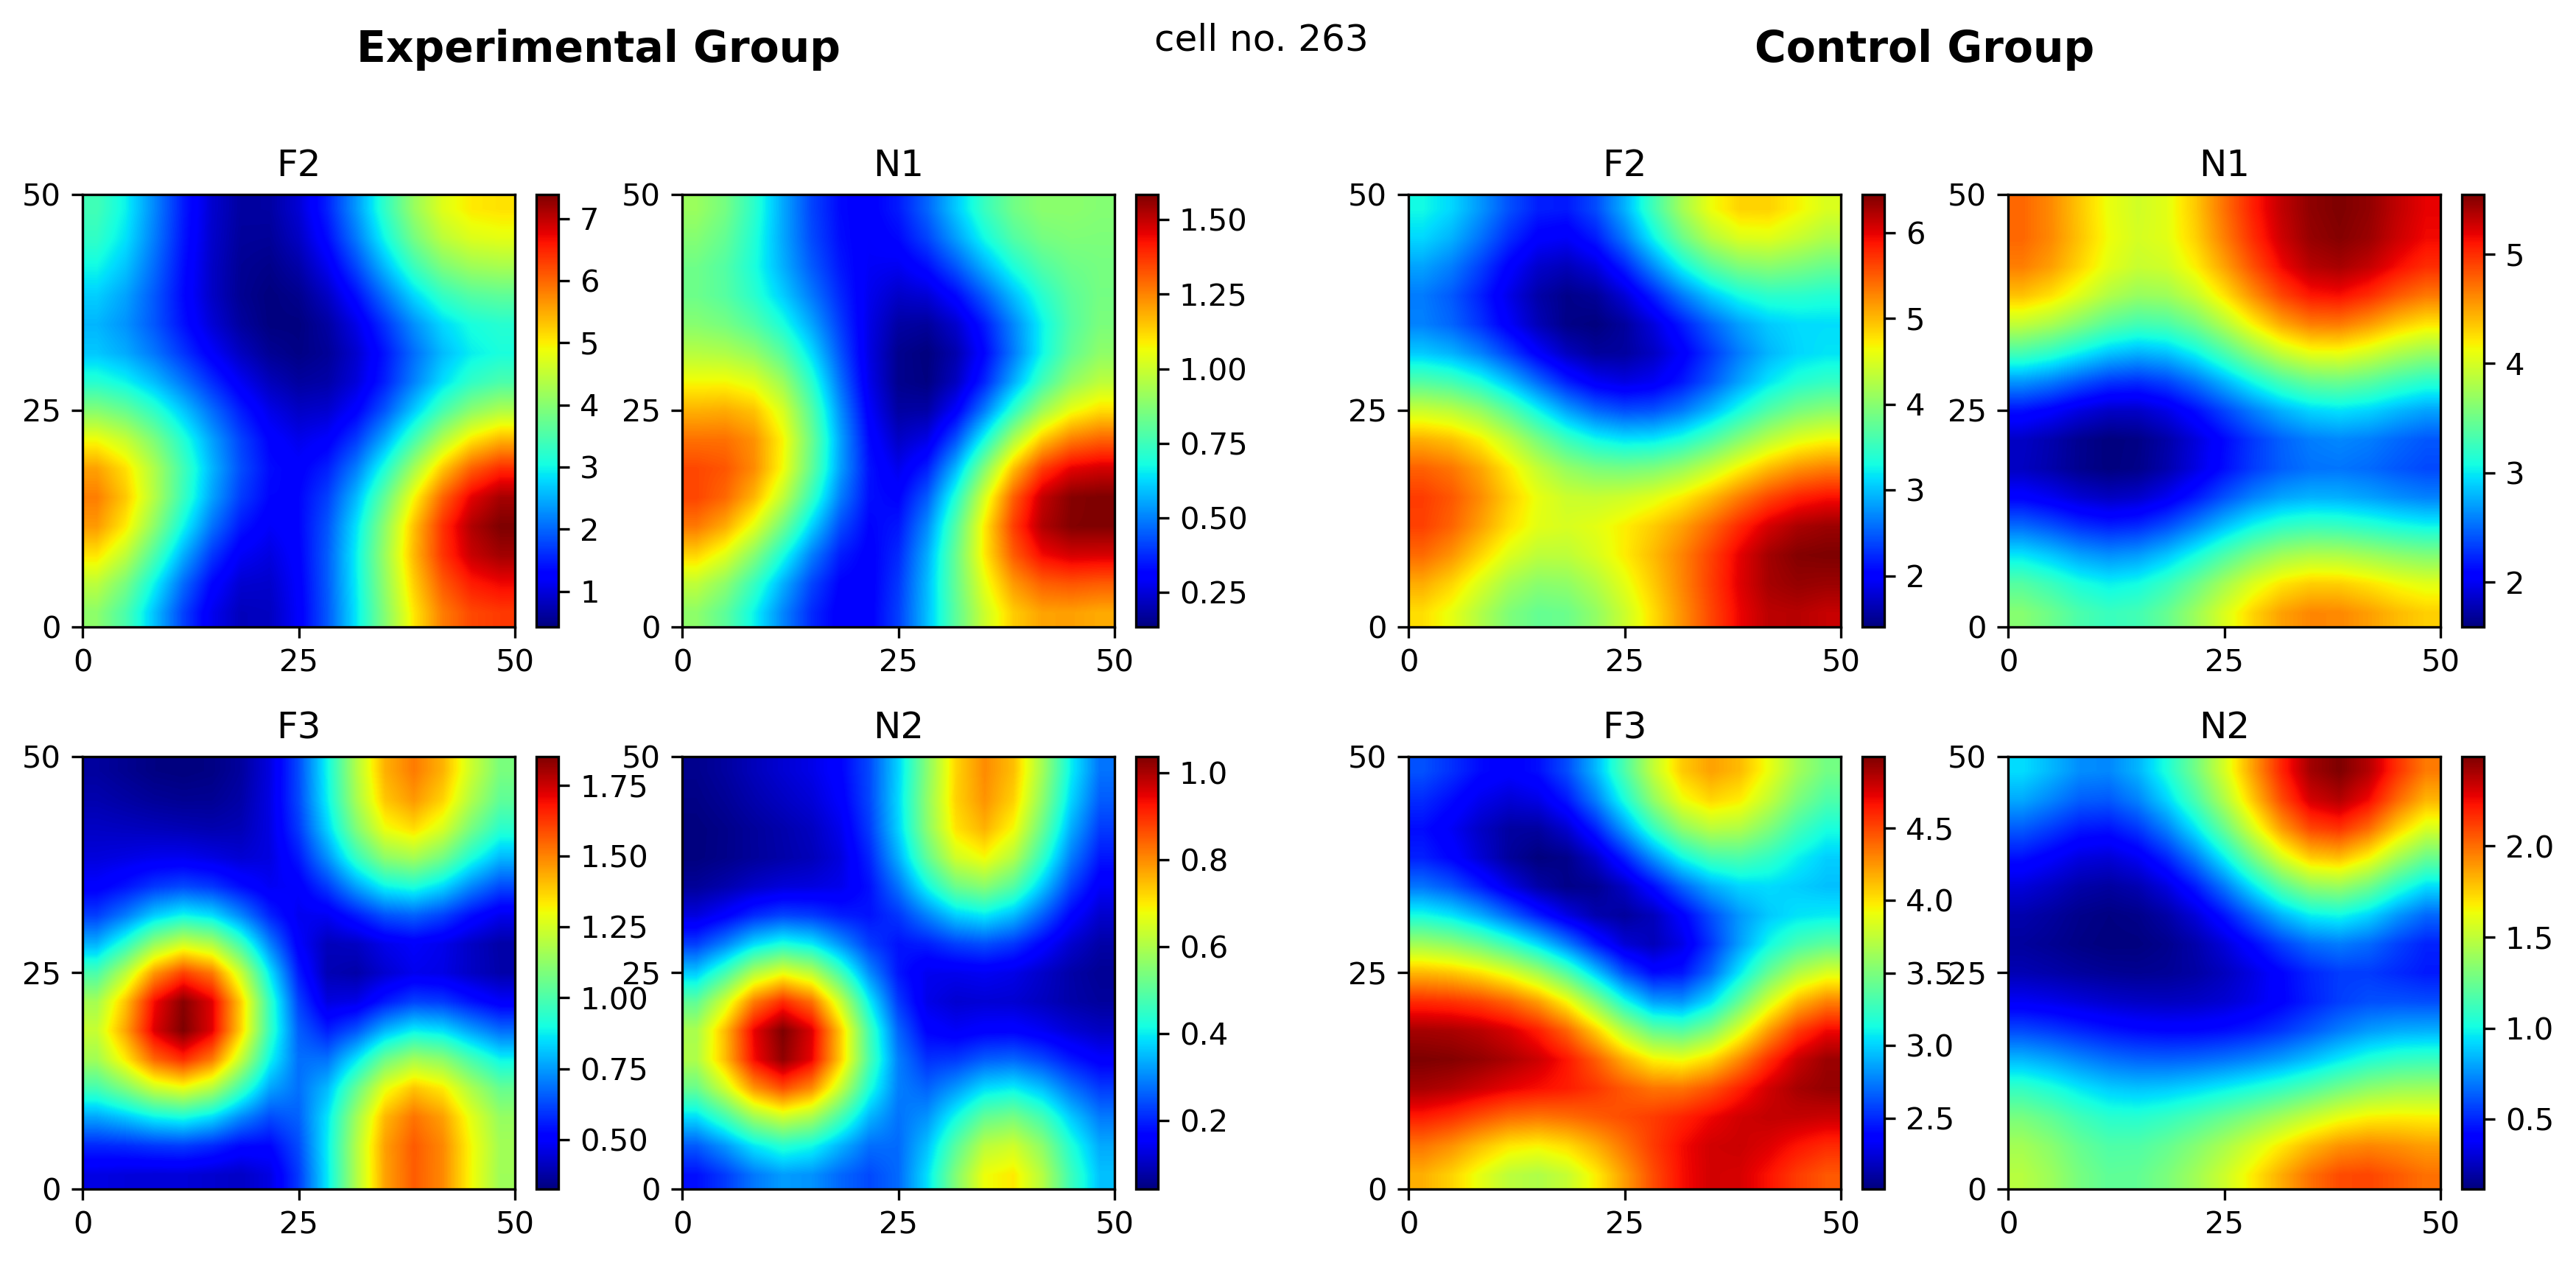 Experimental Group cell no. 263 Control Group
F2 N1 F2 N1
50 7 50 1.50 50 6 50 5
6 1.25 5 4
5 1.00
25 4 25 0.75 25 4 25 3
3 0.50 3
2 2 2
1 0.25
0 0 0 0
0 25 50 0 25 50 0 25 50 0 25 50
F3 N2 F3 N2
50 1.75 50 1.0 50 4.5 50 2.0
1.50 0.8 4.0
1.25 0.6 1.5
25 1.00 25 25 3.5 25
0.75 0.4 3.0 1.0
0.50 0.2 2.5 0.5
0 0 0 0
0 25 50 0 25 50 0 25 50 0 25 50